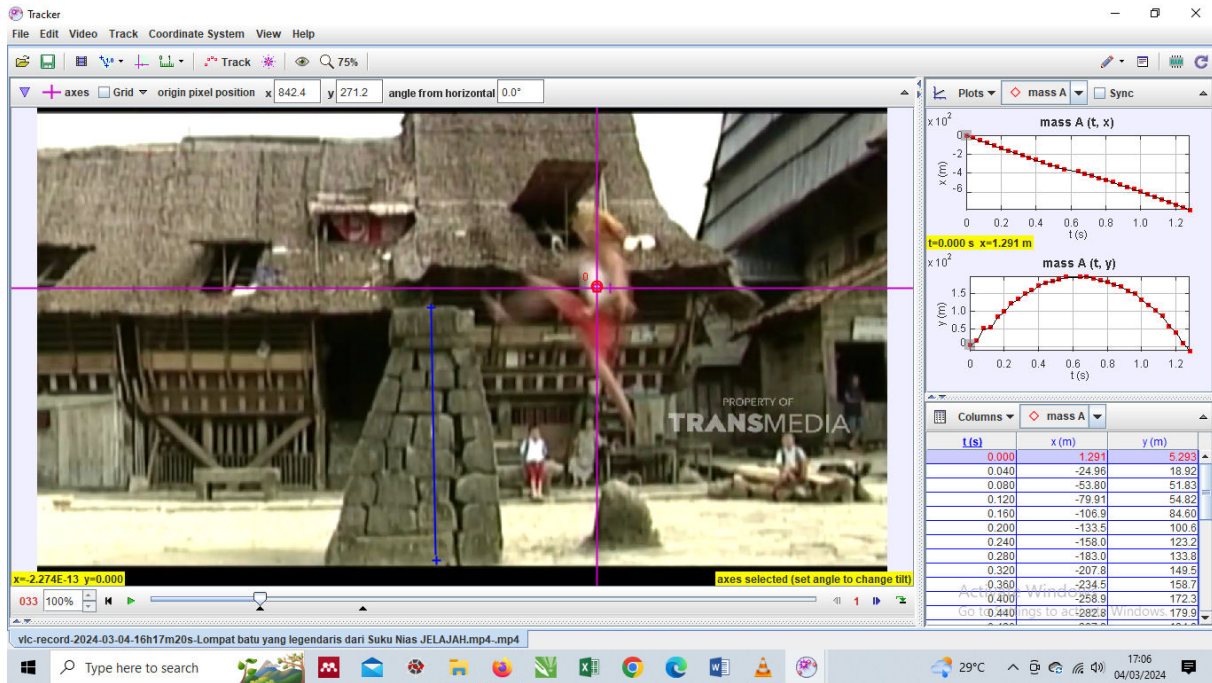 Tracker
File Edit Video Track Coordinate System View Help
Track 75%
axes Grid origin pixel position x 842.4 y 271.2 angle from horizontal 0.0°
Plots mass A Sync
mass A (t, x)
x 10²
0
-2
-4
-6
x (m)
0 0.2 0.4 0.6 0.8 1.0 1.2
t (s)
t=0.000 s x=1.291 m
mass A (t, y)
x 10²
1.5
1.0
0.5
0
y (m)
0 0.2 0.4 0.6 0.8 1.0 1.2
t (s)
0
PROPERTY OF
TRANSMEDIA
Columns mass A
t (s) x (m) y (m)
0.000 1.291 5.293
0.040 -24.96 18.92
0.080 -53.80 51.83
0.120 -79.91 54.82
0.160 -106.9 84.60
0.200 -133.5 100.6
0.240 -158.0 123.2
0.280 -183.0 133.8
0.320 -207.8 149.5
0.360 -234.5 158.7
0.400 -258.9 172.3
0.440 -282.8 179.9
Activate Windows
Go to Settings to activate Windows.
x=-2.274E-13 y=0.000
axes selected (set angle to change tilt)
033 100% 1
vlc-record-2024-03-04-16h17m20s-Lompat batu yang legendaris dari Suku Nias JELAJAH.mp4-.mp4
Type here to search
29°C
17:06
04/03/2024